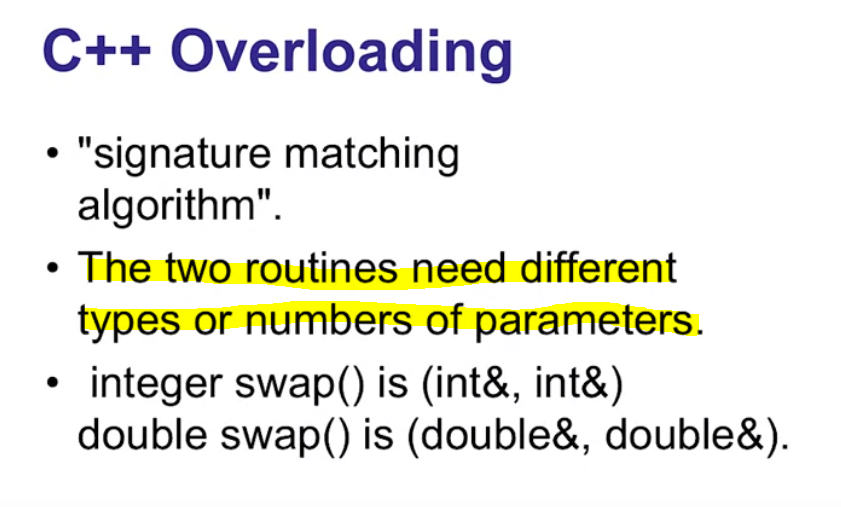 C++ Overloading
• "signature matching
algorithm".
• The two routines need different
types or numbers of parameters.
• integer swap() is (int&, int&)
double swap() is (double&, double&).